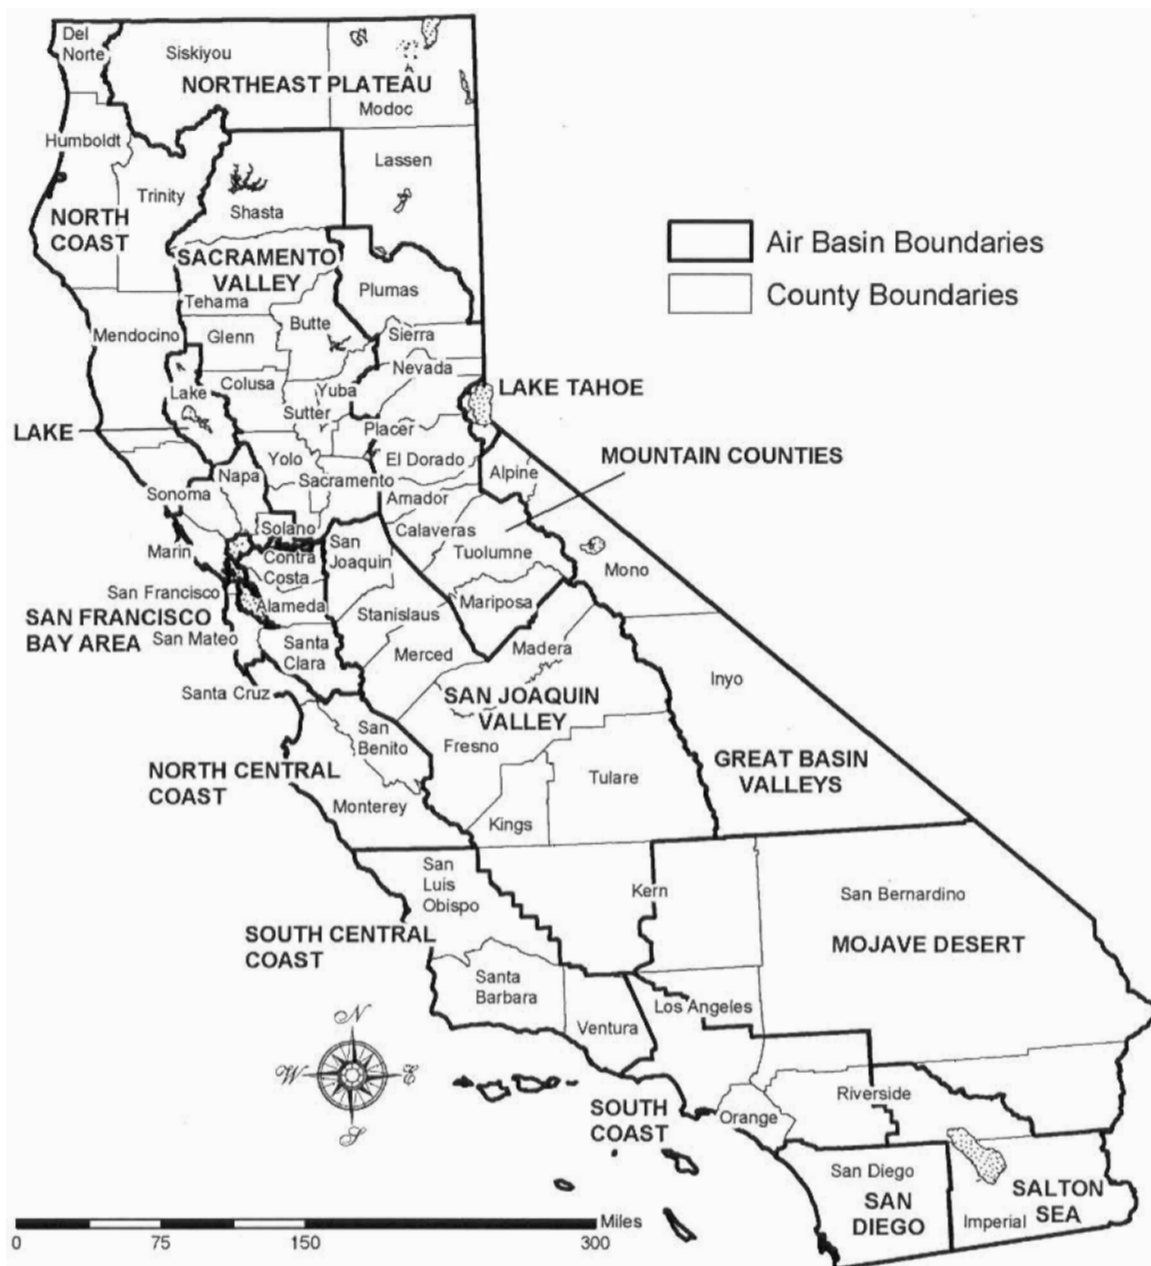 Del
Norte
Siskiyou
NORTHEAST PLATEAU
Modoc
Humboldt
Lassen
Trinity
Shasta
NORTH
COAST
Air Basin Boundaries
SACRAMENTO
VALLEY
Plumas
County Boundaries
Tehama
Mendocino
Glenn
Butte
Sierra
Nevada
Colusa
Yuba
Lake
LAKE TAHOE
Sutter
Placer
LAKE
Yolo
El Dorado
MOUNTAIN COUNTIES
Napa
Sacramento
Alpine
Sonoma
Amador
Solano
Calaveras
Marin
San
Joaquin
Contra
Costa
Tuolumne
Mono
San Francisco
Alameda
Mariposa
SAN FRANCISCO
BAY AREA
San Mateo
Stanislaus
Santa
Clara
Merced
Madera
Inyo
Santa Cruz
SAN JOAQUIN
VALLEY
San
Benito
Fresno
GREAT BASIN
VALLEYS
NORTH CENTRAL
COAST
Tulare
Monterey
Kings
San
Luis
Obispo
Kern
San Bernardino
SOUTH CENTRAL
COAST
MOJAVE DESERT
Santa
Barbara
Los Angeles
Ventura
N
W E
S
Riverside
SOUTH
COAST
Orange
San Diego
SAN
DIEGO
SALTON
SEA
Imperial
Miles
0 75 150 300